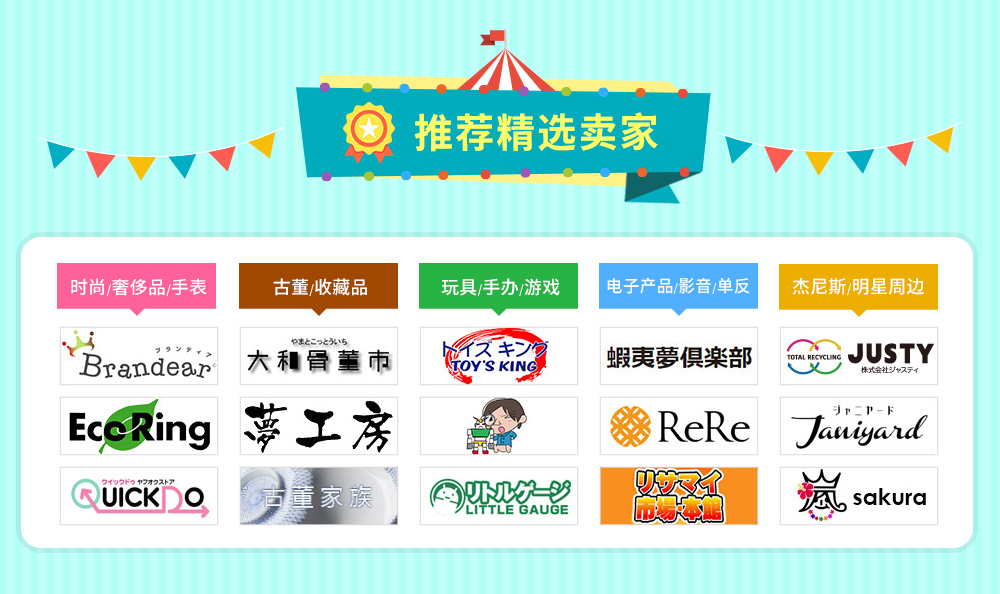 推荐精选卖家
时尚/奢侈品/手表
古董/收藏品
玩具/手办/游戏
电子产品/影音/单反
杰尼斯/明星周边
ブランディア
Brandear
やまとこっとういち
大和骨董市
トイズキング
TOY'S KING
蝦夷夢倶楽部
TOTAL RECYCLING
JUSTY
株式会社ジャスティ
EcoRing
夢工房
ReRe
ジャニヤード
Janiyard
クイックドゥ ヤフオクストア
QUICKDO
古董家族
リトルゲージ
LITTLE GAUGE
リサマイ
市場・本館
嵐
sakura